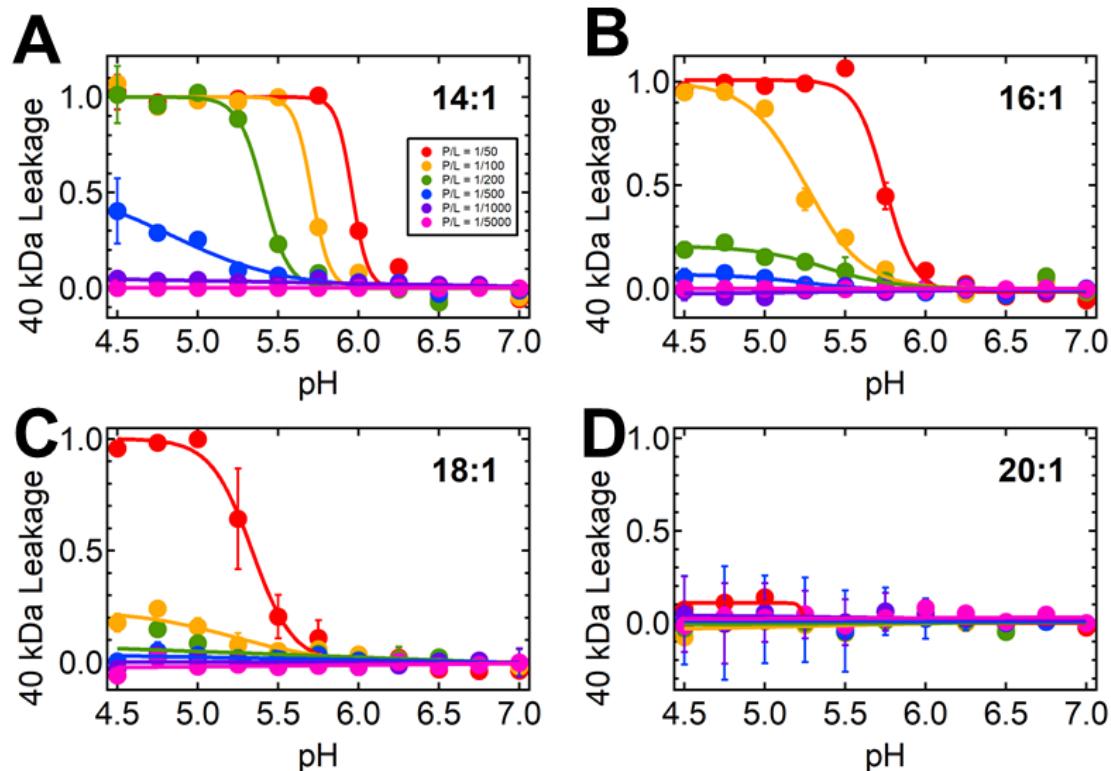 A
B
40 kDa Leakage
1.0
0.5
0.0
14:1
P/L = 1/50
P/L = 1/100
P/L = 1/200
P/L = 1/500
P/L = 1/1000
P/L = 1/5000
4.5 5.0 5.5 6.0 6.5 7.0
pH
40 kDa Leakage
1.0
0.5
0.0
16:1
4.5 5.0 5.5 6.0 6.5 7.0
pH
C
D
40 kDa Leakage
1.0
0.5
0.0
18:1
4.5 5.0 5.5 6.0 6.5 7.0
pH
40 kDa Leakage
1.0
0.5
0.0
20:1
4.5 5.0 5.5 6.0 6.5 7.0
pH